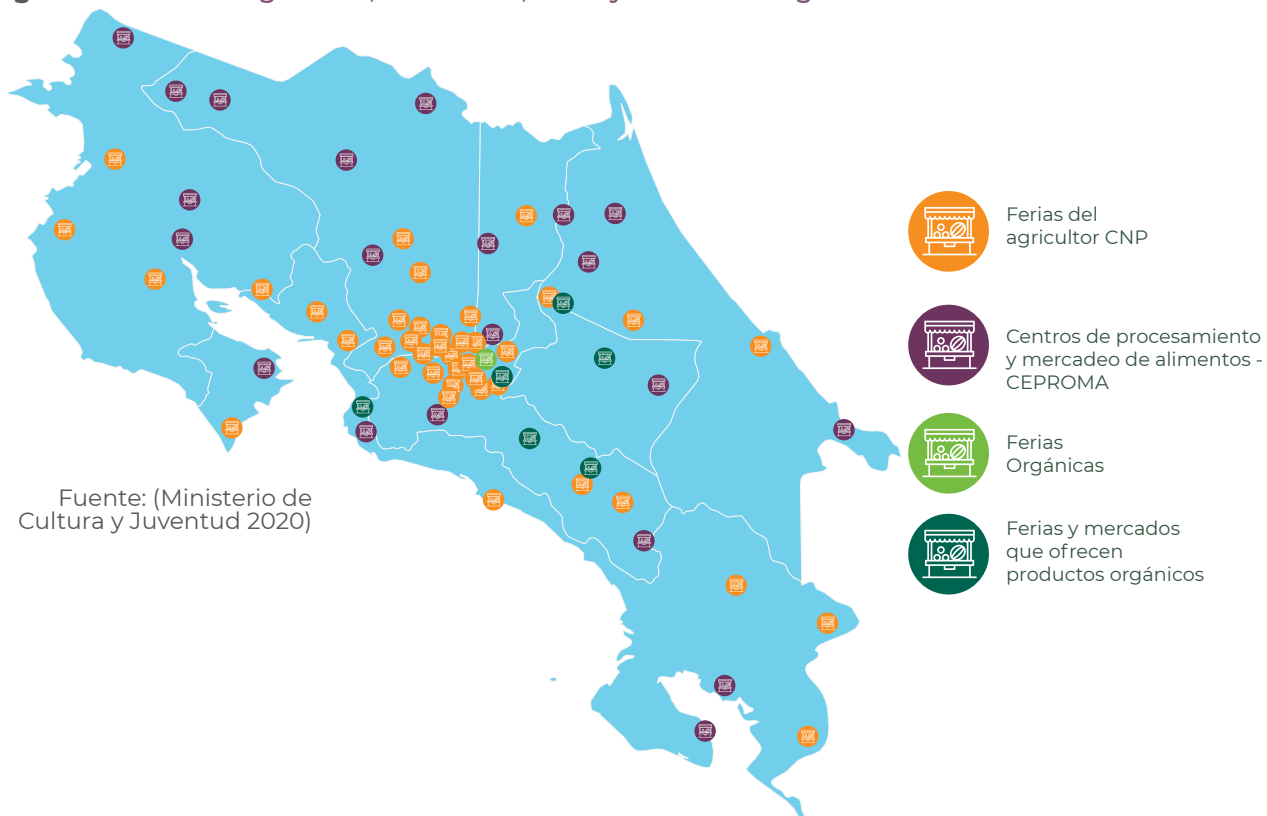 Ferias del
agricultor CNP
Centros de procesamiento
y mercadeo de alimentos -
CEPROMA
Ferias
Orgánicas
Ferias y mercados
que ofrecen
productos orgánicos
Fuente: (Ministerio de
Cultura y Juventud 2020)